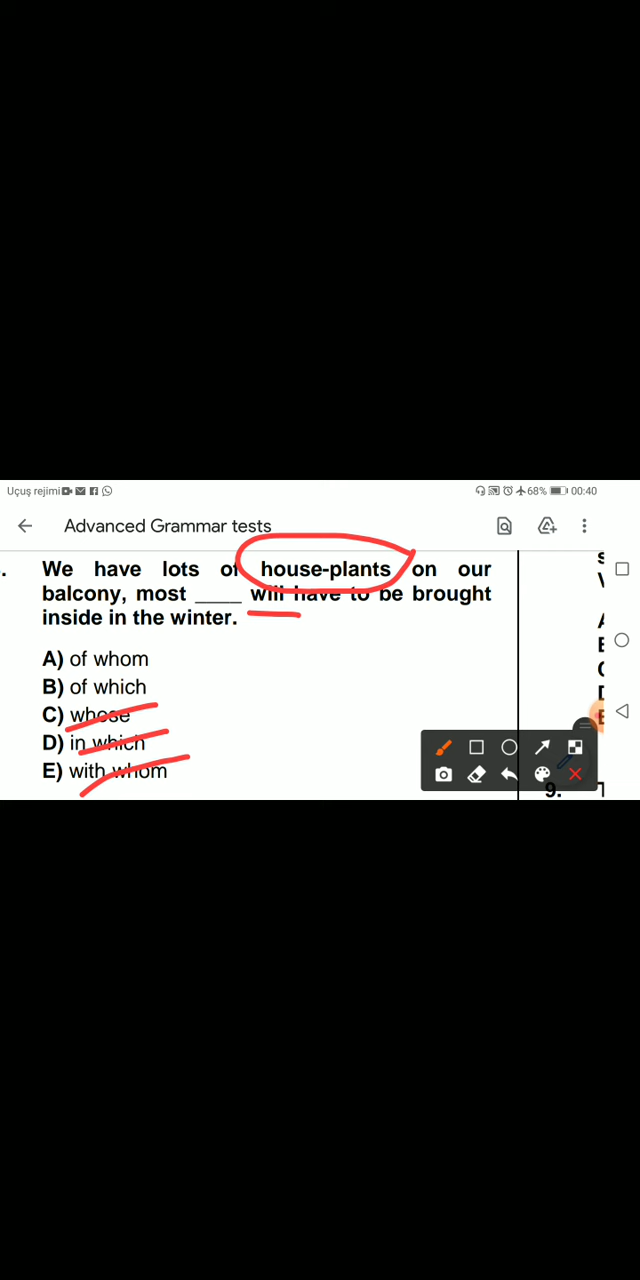 Uçuş rejimi
68% 00:40
Advanced Grammar tests
We have lots of house-plants on our
balcony, most ____ will have to be brought
inside in the winter.
A) of whom
B) of which
C) whose
D) in which
E) with whom
9.